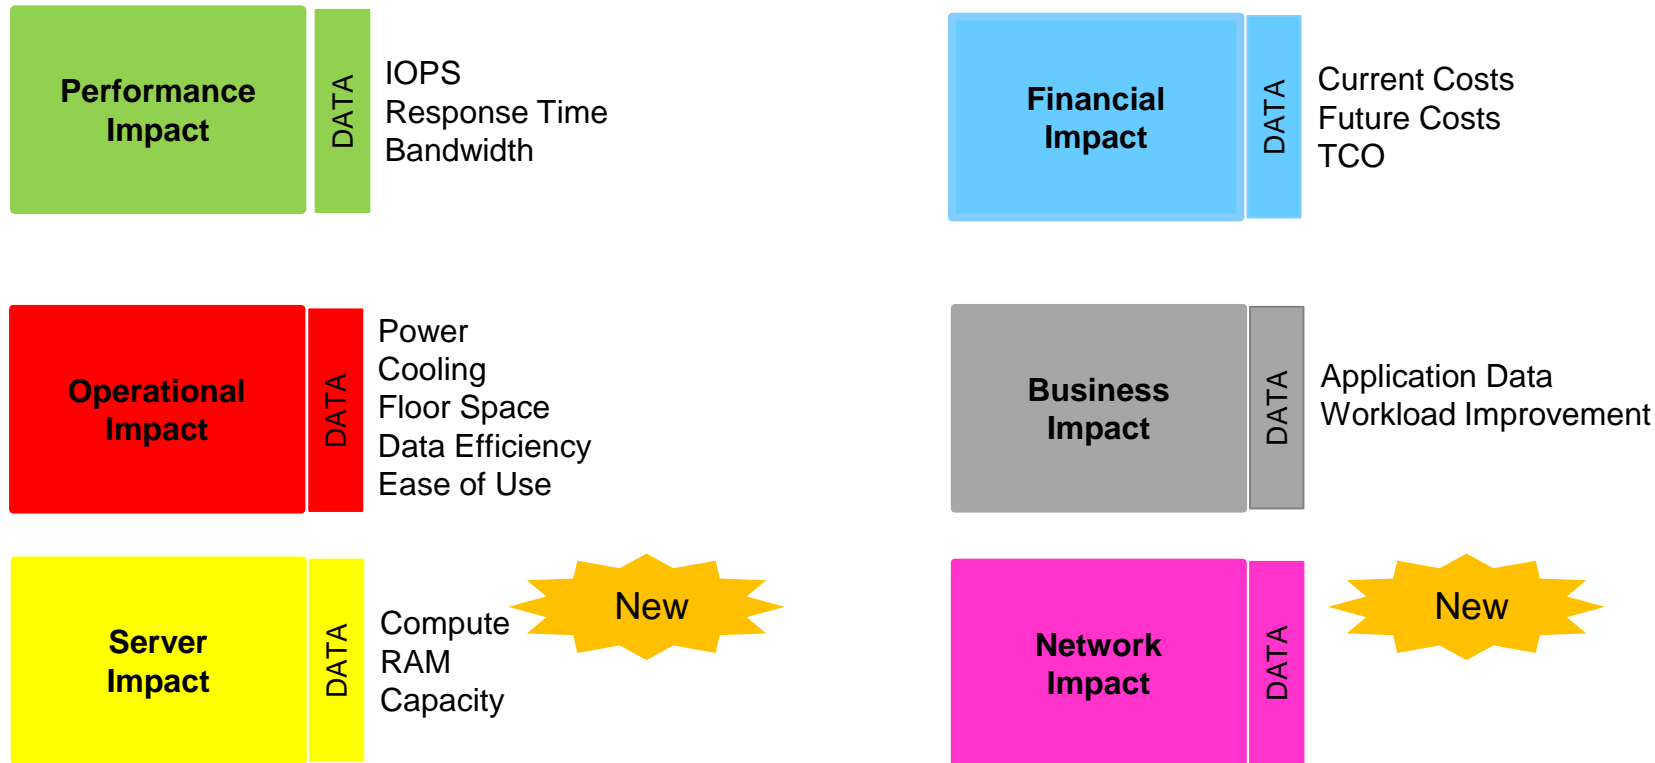 Performance
Impact
DATA
IOPS
Response Time
Bandwidth
Financial
Impact
DATA
Current Costs
Future Costs
TCO
Operational
Impact
DATA
Power
Cooling
Floor Space
Data Efficiency
Ease of Use
Business
Impact
DATA
Application Data
Workload Improvement
Server
Impact
DATA
Compute
RAM
Capacity
New
Network
Impact
DATA
New